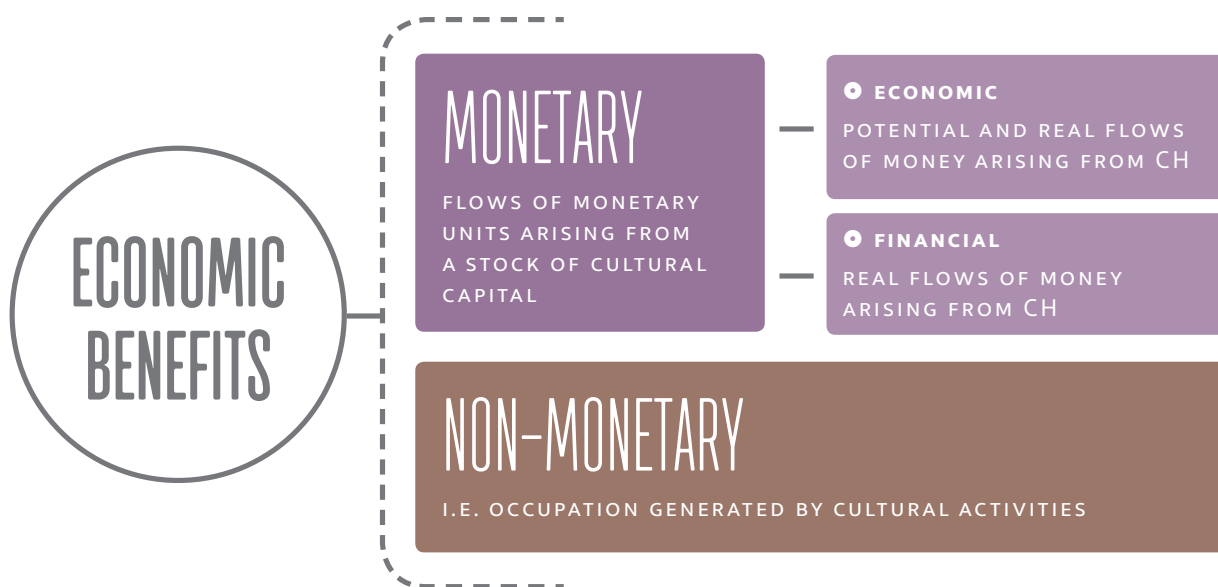 ECONOMIC
BENEFITS
MONETARY
FLOWS OF MONETARY
UNITS ARISING FROM
A STOCK OF CULTURAL
CAPITAL
ECONOMIC
POTENTIAL AND REAL FLOWS
OF MONEY ARISING FROM CH
FINANCIAL
REAL FLOWS OF MONEY
ARISING FROM CH
NON-MONETARY
I.E. OCCUPATION GENERATED BY CULTURAL ACTIVITIES